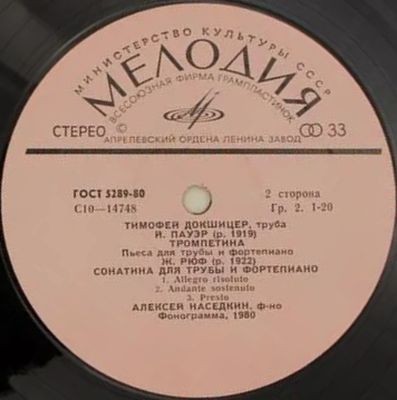 МИНИСТЕРСТВО КУЛЬТУРЫ СССР
МЕЛОДИЯ
ВСЕСОЮЗНАЯ ФИРМА ГРАМПЛАСТИНОК
СТЕРЕО
33
АПРЕЛЕВСКИЙ ОРДЕНА ЛЕНИНА ЗАВОД
ГОСТ 5289-80
2 сторона
С10—14748
Гр. 2. 1-20
ТИМОФЕЙ ДОКШИЦЕР, труба
Й. ПАУЭР (р. 1919)
ТРОМПЕТИНА
Пьеса для трубы и фортепиано
Ж. РЮФ (р. 1922)
СОНАТИНА ДЛЯ ТРУБЫ И ФОРТЕПИАНО
1. Allegro risoluto
2. Andante sostenuto
3. Presto
АЛЕКСЕЙ НАСЕДКИН, ф-но
Фонограмма, 1980